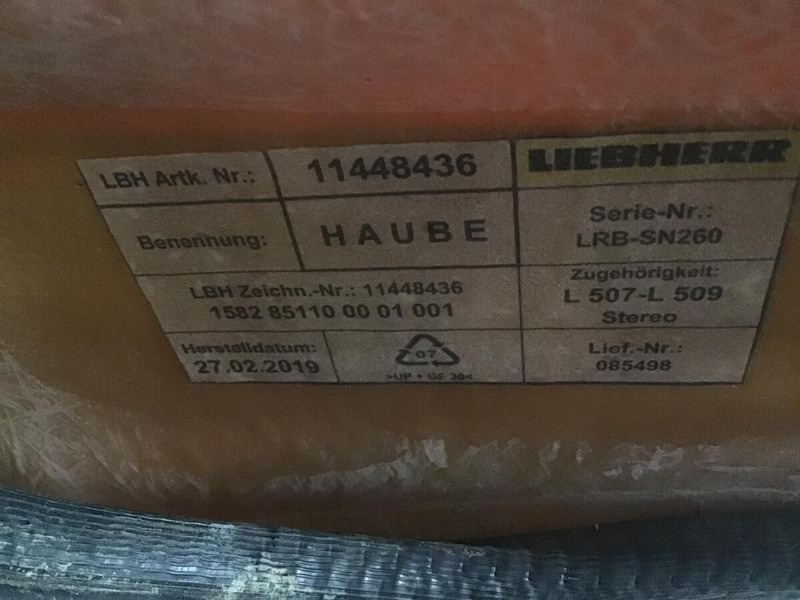 LBH Artk. Nr.: 11448436 LIEBHERR
Benennung: HAUBE
Serie-Nr.:
LRB-SN260
LBH Zeichn.-Nr.: 11448436
1582 85110 00 01 001
Zugehörigkeit:
L 507-L 509
Stereo
Herstelldatum:
27.02.2019
07
>UP + GF 30<
Lief.-Nr.:
085498